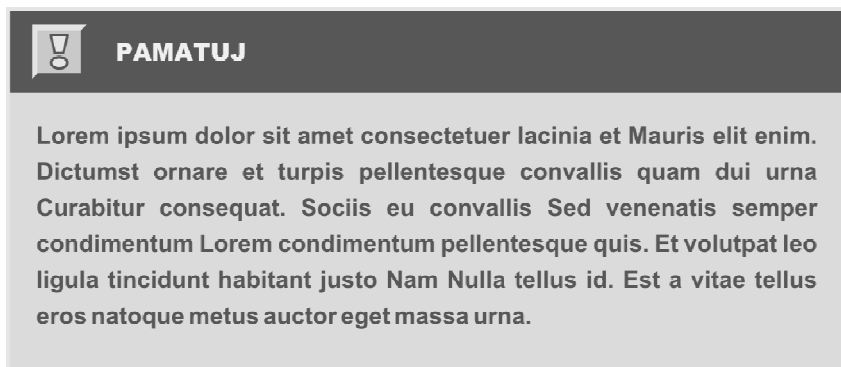 PAMATUJ
Lorem ipsum dolor sit amet consectetuer lacinia et Mauris elit enim.
Dictumst ornare et turpis pellentesque convallis quam dui urna
Curabitur consequat. Sociis eu convallis Sed venenatis semper
condimentum Lorem condimentum pellentesque quis. Et volutpat leo
ligula tincidunt habitant justo Nam Nulla tellus id. Est a vitae tellus
eros natoque metus auctor eget massa urna.